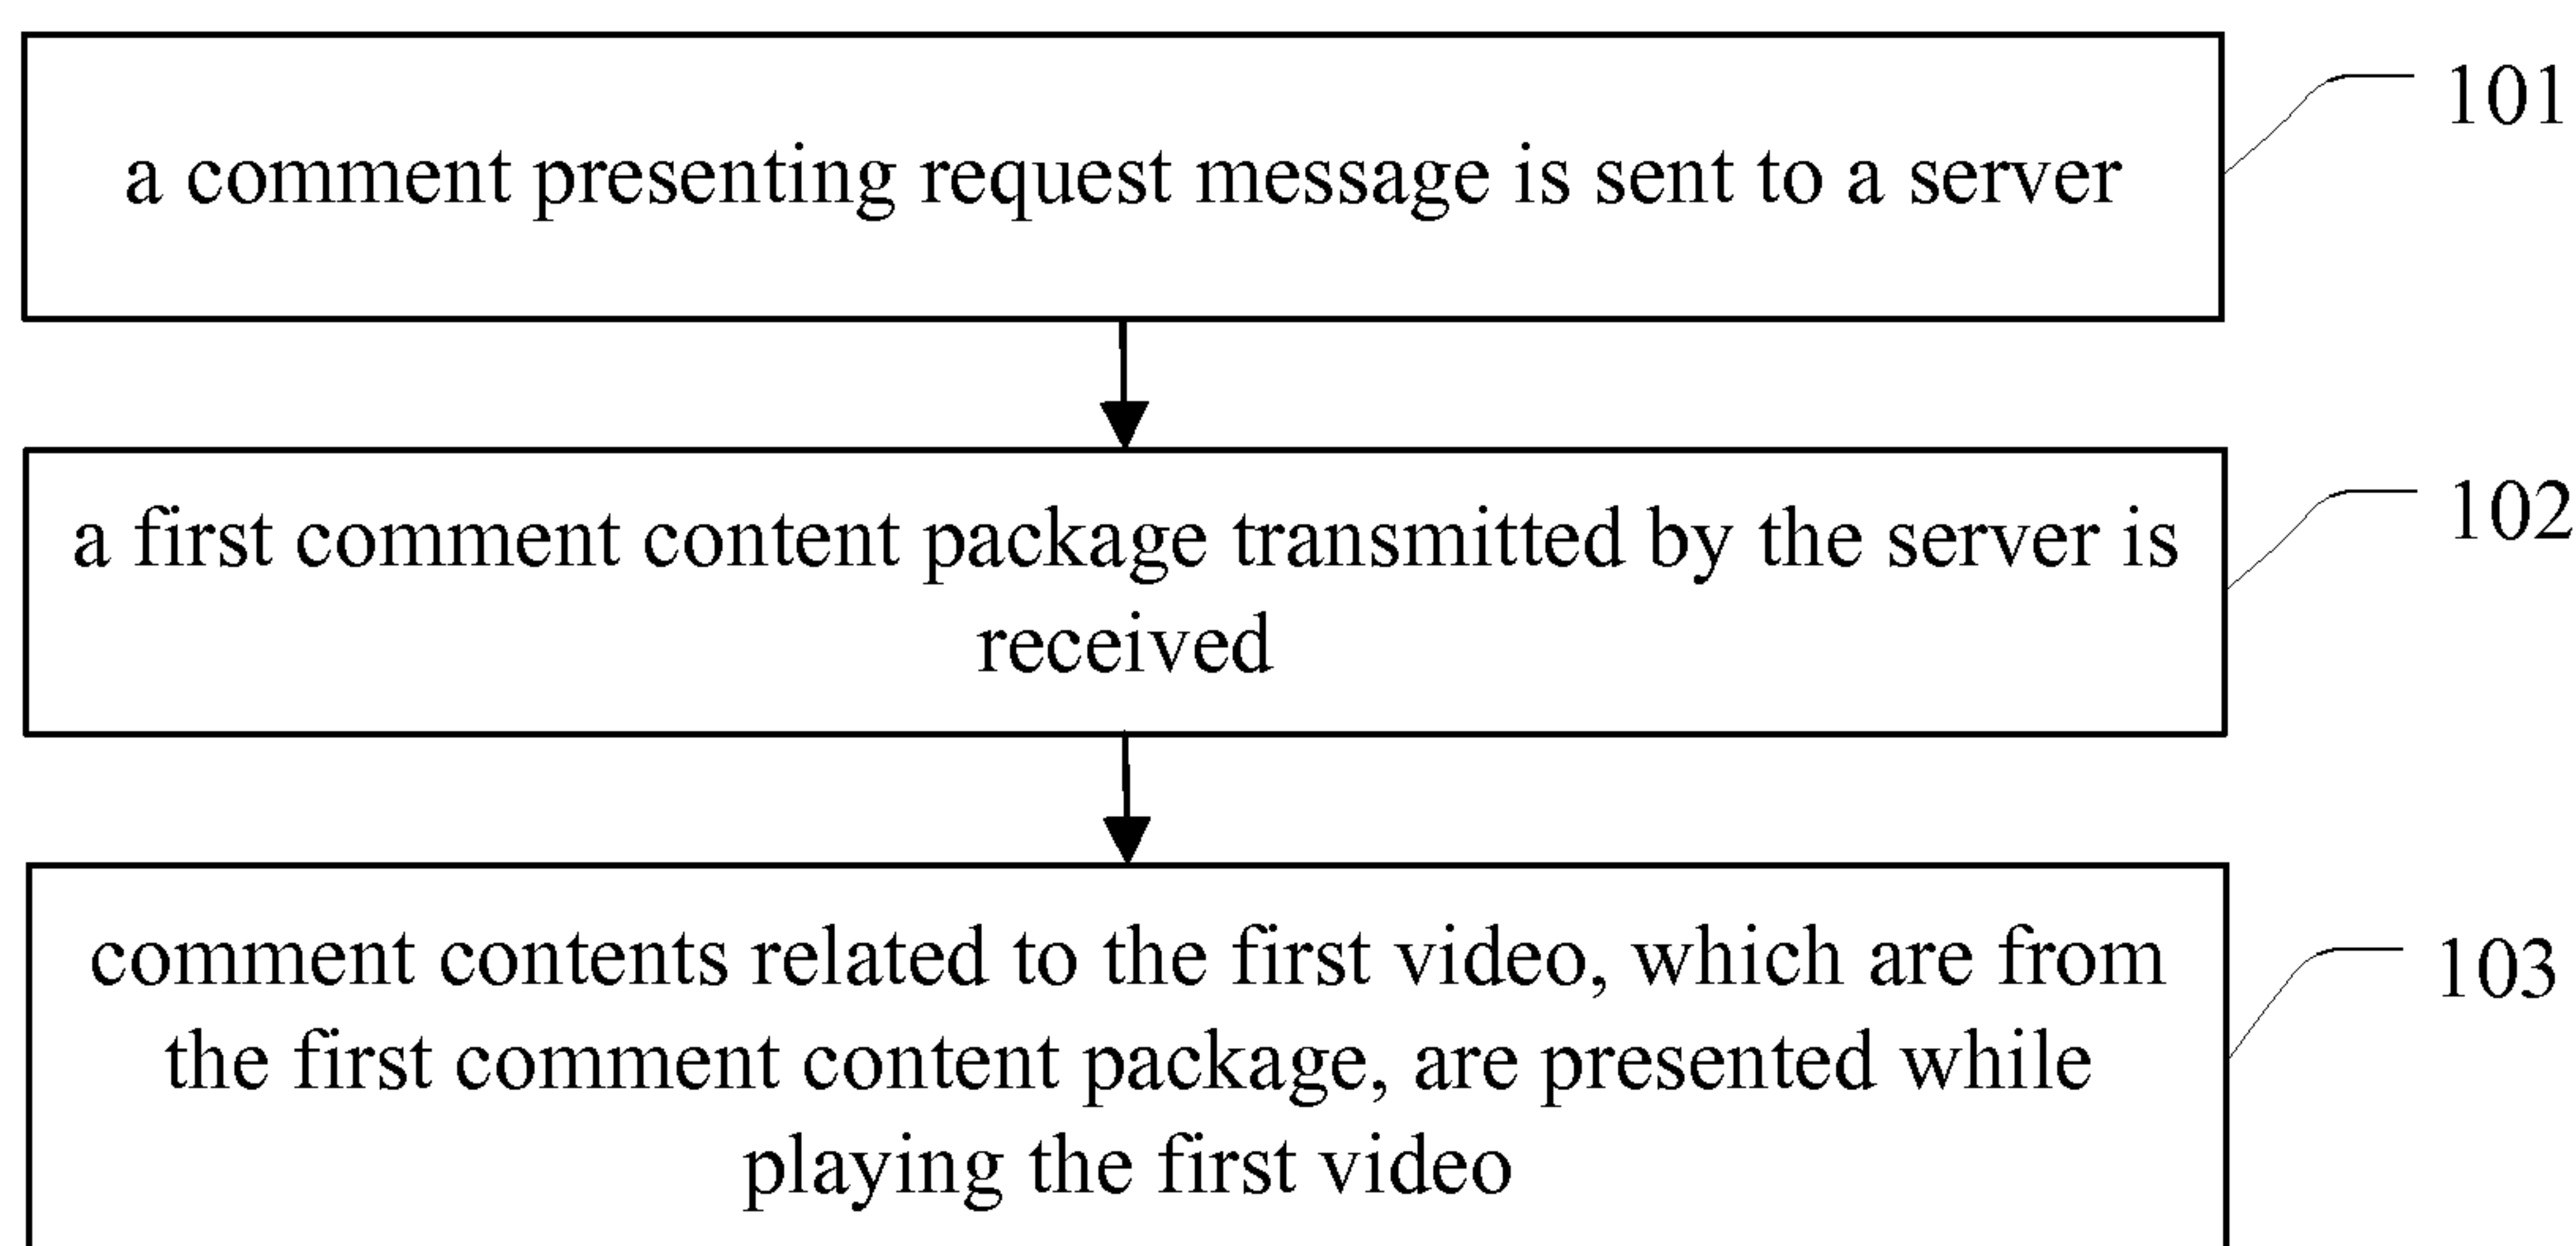 a comment presenting request message is sent to a server
101
a first comment content package transmitted by the server is
received
102
comment contents related to the first video, which are from
the first comment content package, are presented while
playing the first video
103